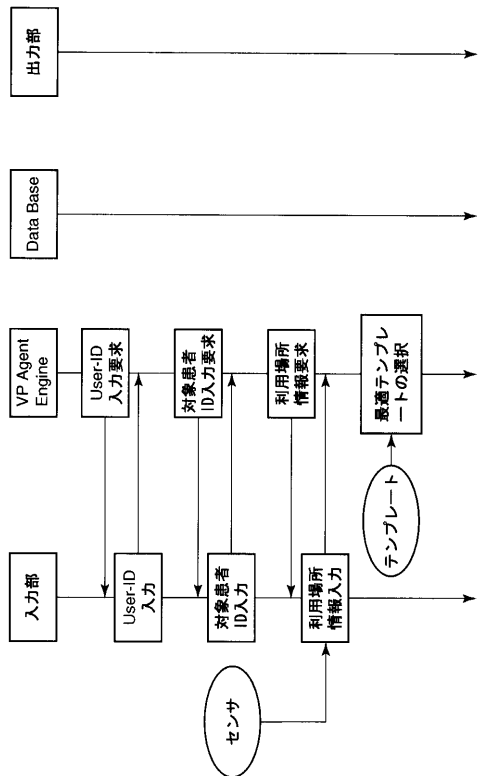 入力部
VP Agent
Engine
Data Base
出力部
User-ID
入力要求
User-ID
入力
対象患者
ID入力要求
対象患者
ID入力
利用場所
情報要求
センサ
利用場所
情報入力
テンプレート
最適テンプレ
ートの選択